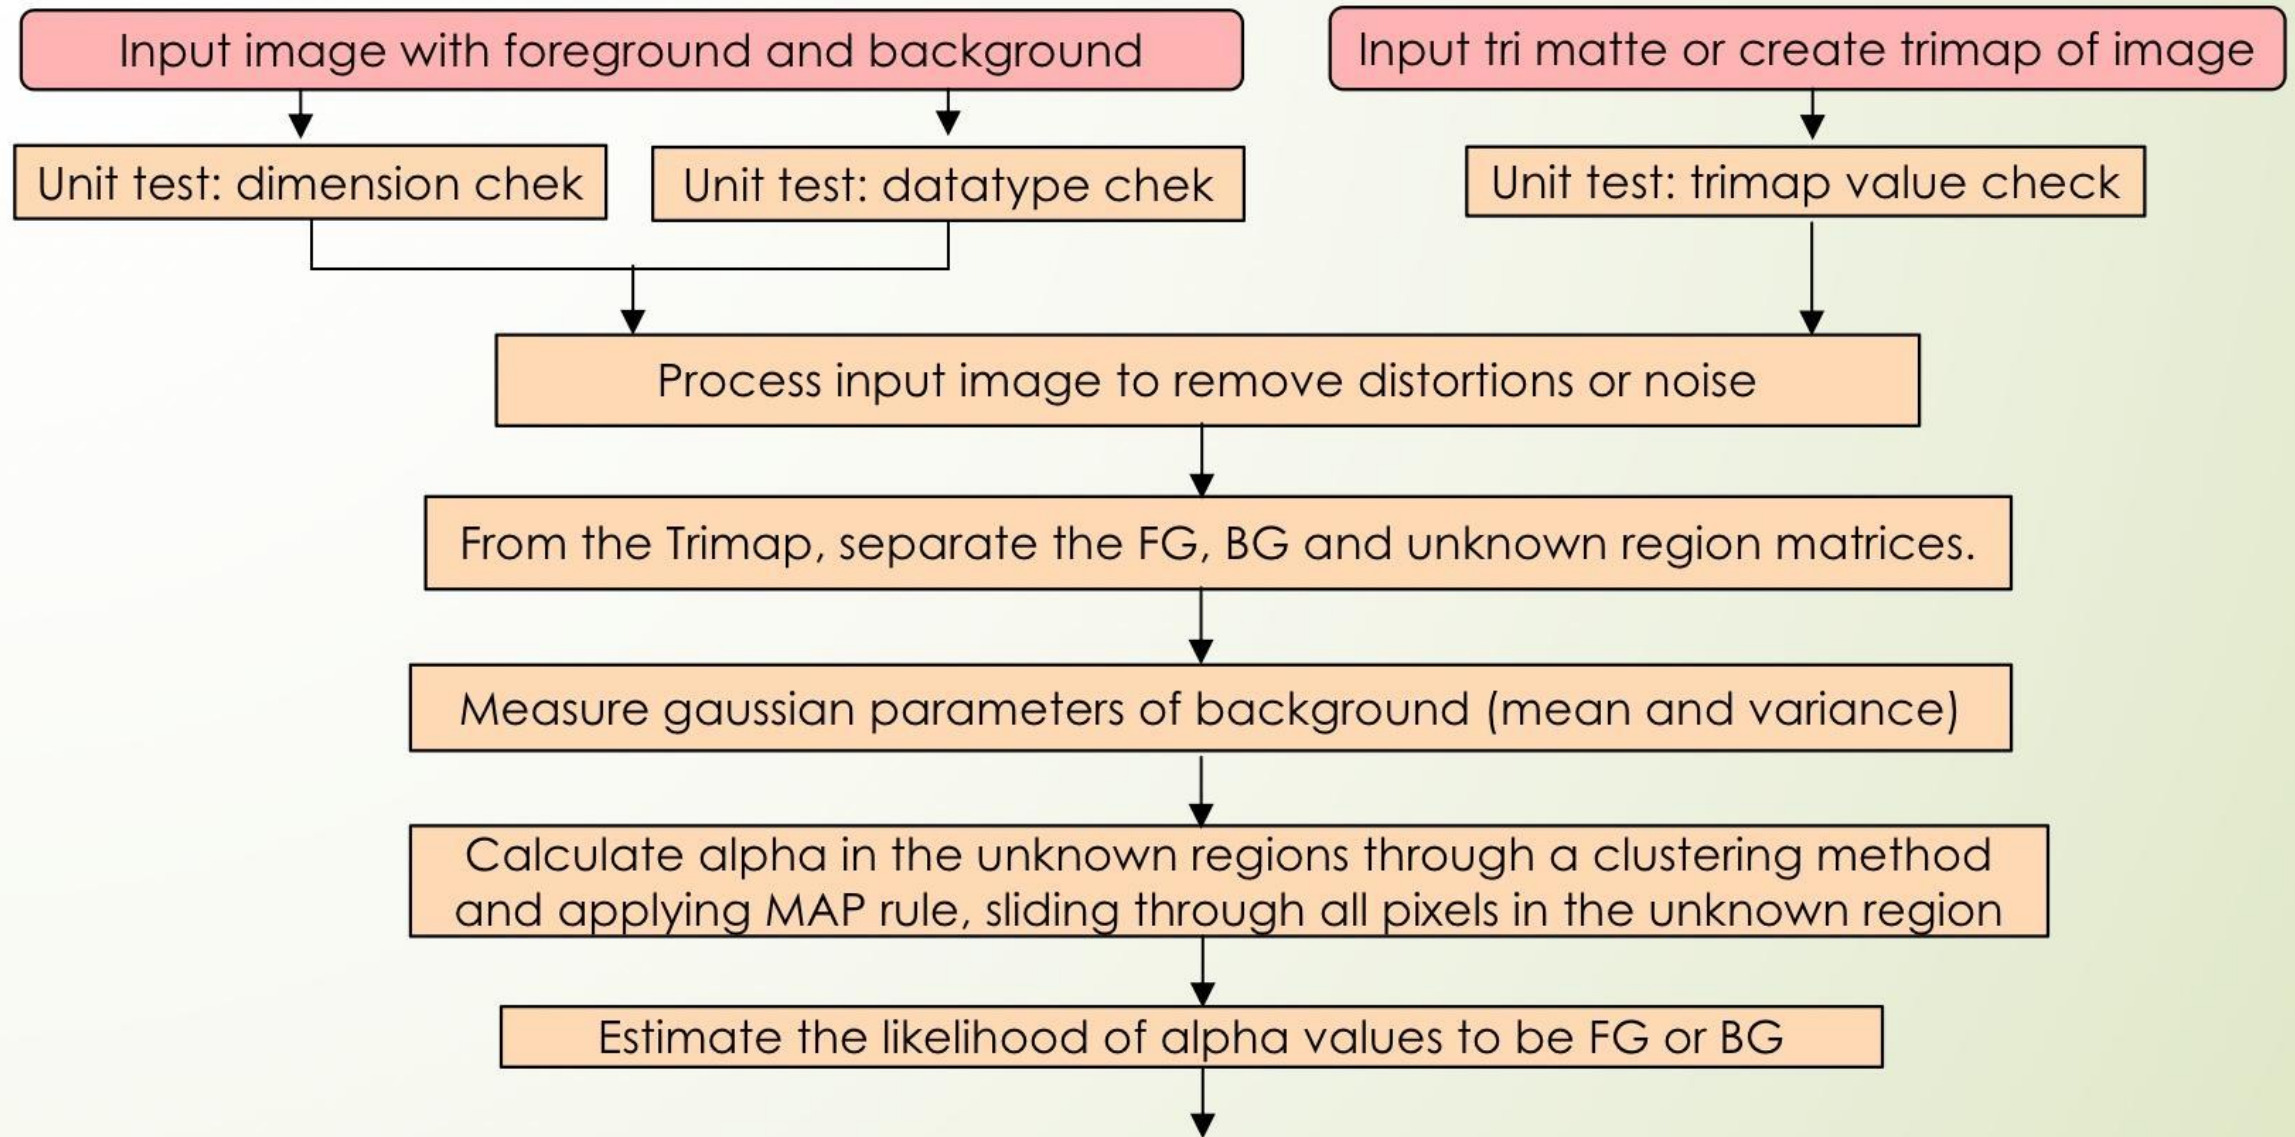 Input image with foreground and background
Input tri matte or create trimap of image
Unit test: dimension chek
Unit test: datatype chek
Unit test: trimap value check
Process input image to remove distortions or noise
From the Trimap, separate the FG, BG and unknown region matrices.
Measure gaussian parameters of background (mean and variance)
Calculate alpha in the unknown regions through a clustering method
and applying MAP rule, sliding through all pixels in the unknown region
Estimate the likelihood of alpha values to be FG or BG